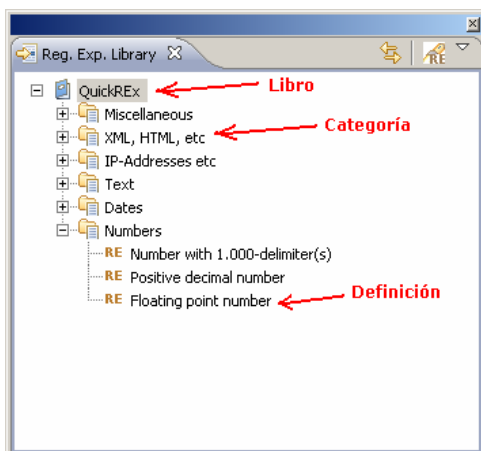 Reg. Exp. Library
RE
QuickREx
Libro
Miscellaneous
XML, HTML, etc
Categoría
IP-Addresses etc
Text
Dates
Numbers
RE Number with 1.000-delimiter(s)
RE Positive decimal number
RE Floating point number
Definición